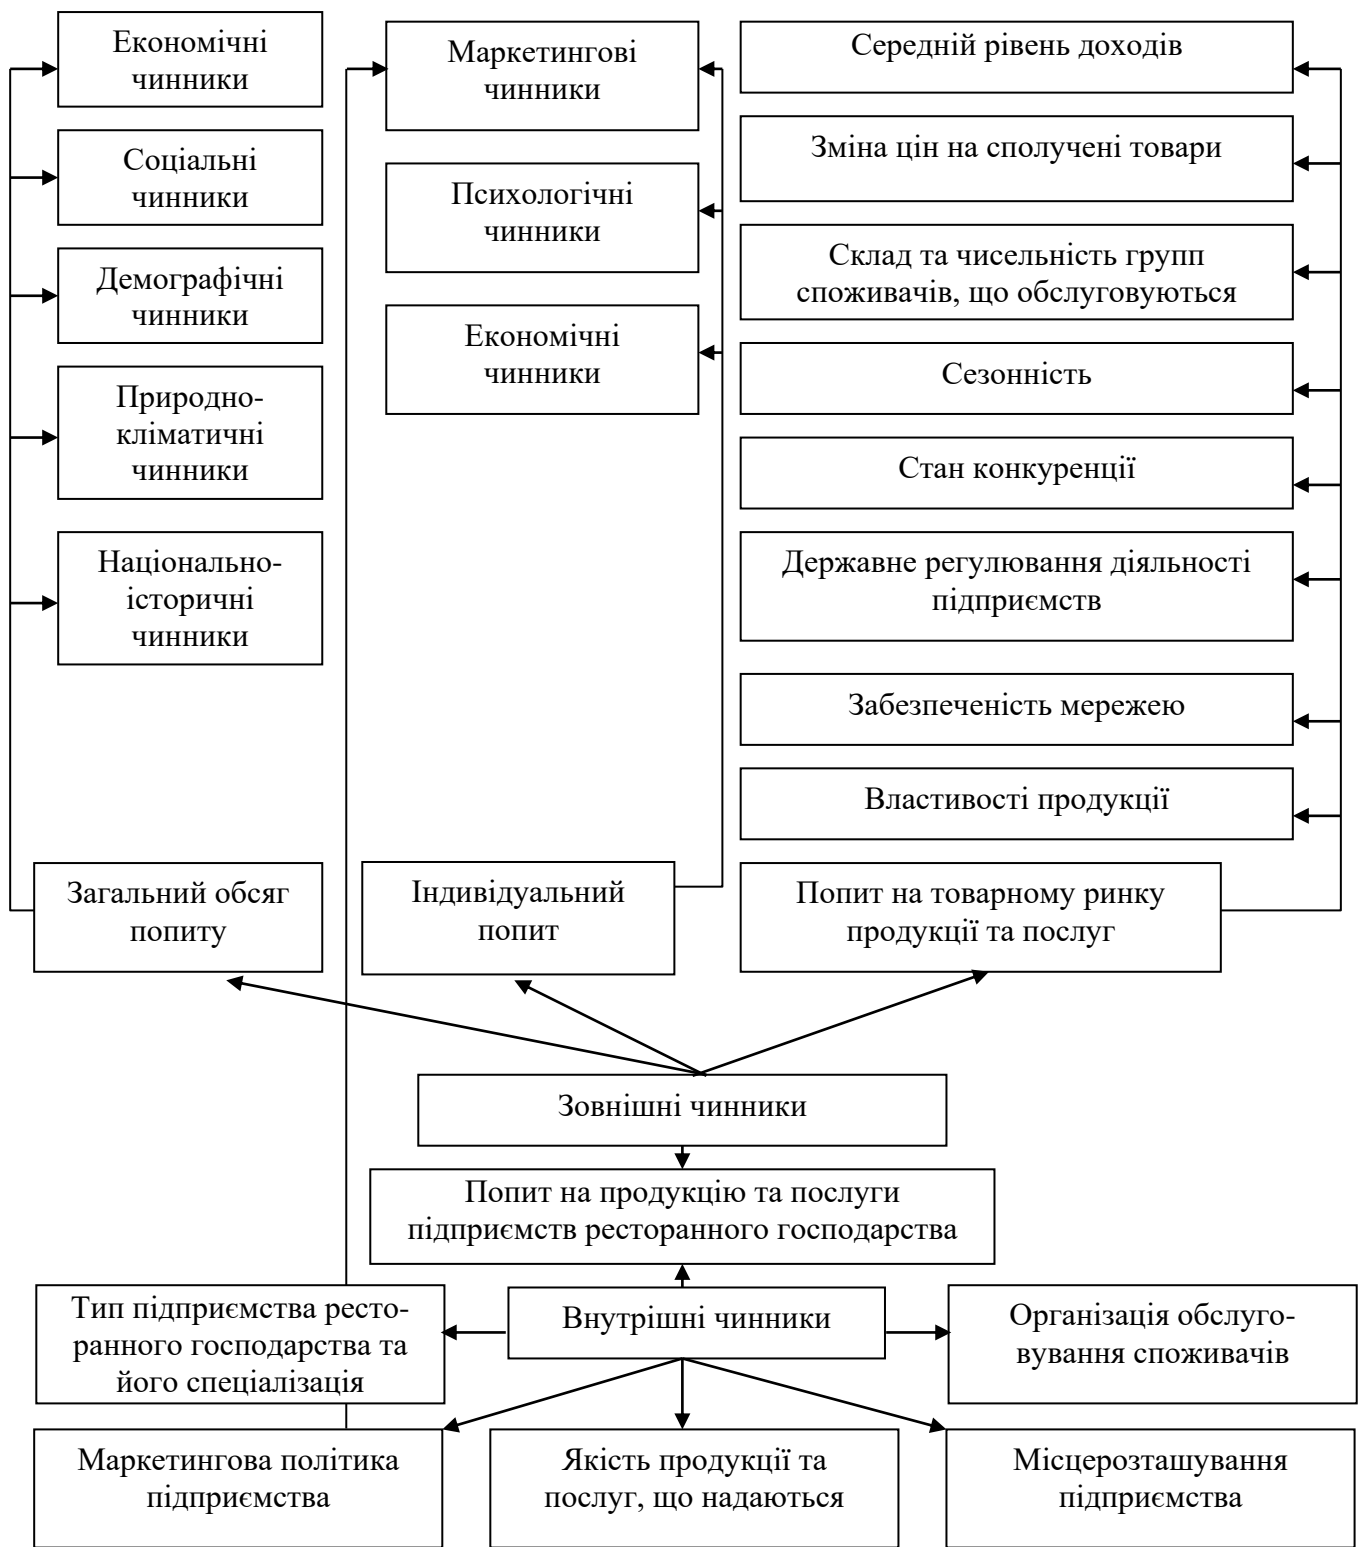 Економічні
чинники
Соціальні
чинники
Демографічні
чинники
Природно-
кліматичні
чинники
Національно-
історичні
чинники
Маркетингові
чинники
Психологічні
чинники
Економічні
чинники
Середній рівень доходів
Зміна цін на сполучені товари
Склад та чисельність групп
споживачів, що обслуговуються
Сезонність
Стан конкуренції
Державне регулювання діяльності
підприємств
Забезпеченість мережею
Властивості продукції
Загальний обсяг
попиту
Індивідуальний
попит
Попит на товарному ринку
продукції та послуг
Зовнішні чинники
Попит на продукцію та послуги
підприємств ресторанного господарства
Тип підприємства ресто-
ранного господарства та
його спеціалізація
Внутрішні чинники
Організація обслуго-
вування споживачів
Маркетингова політика
підприємства
Якість продукції та
послуг, що надаються
Місцерозташування
підприємства